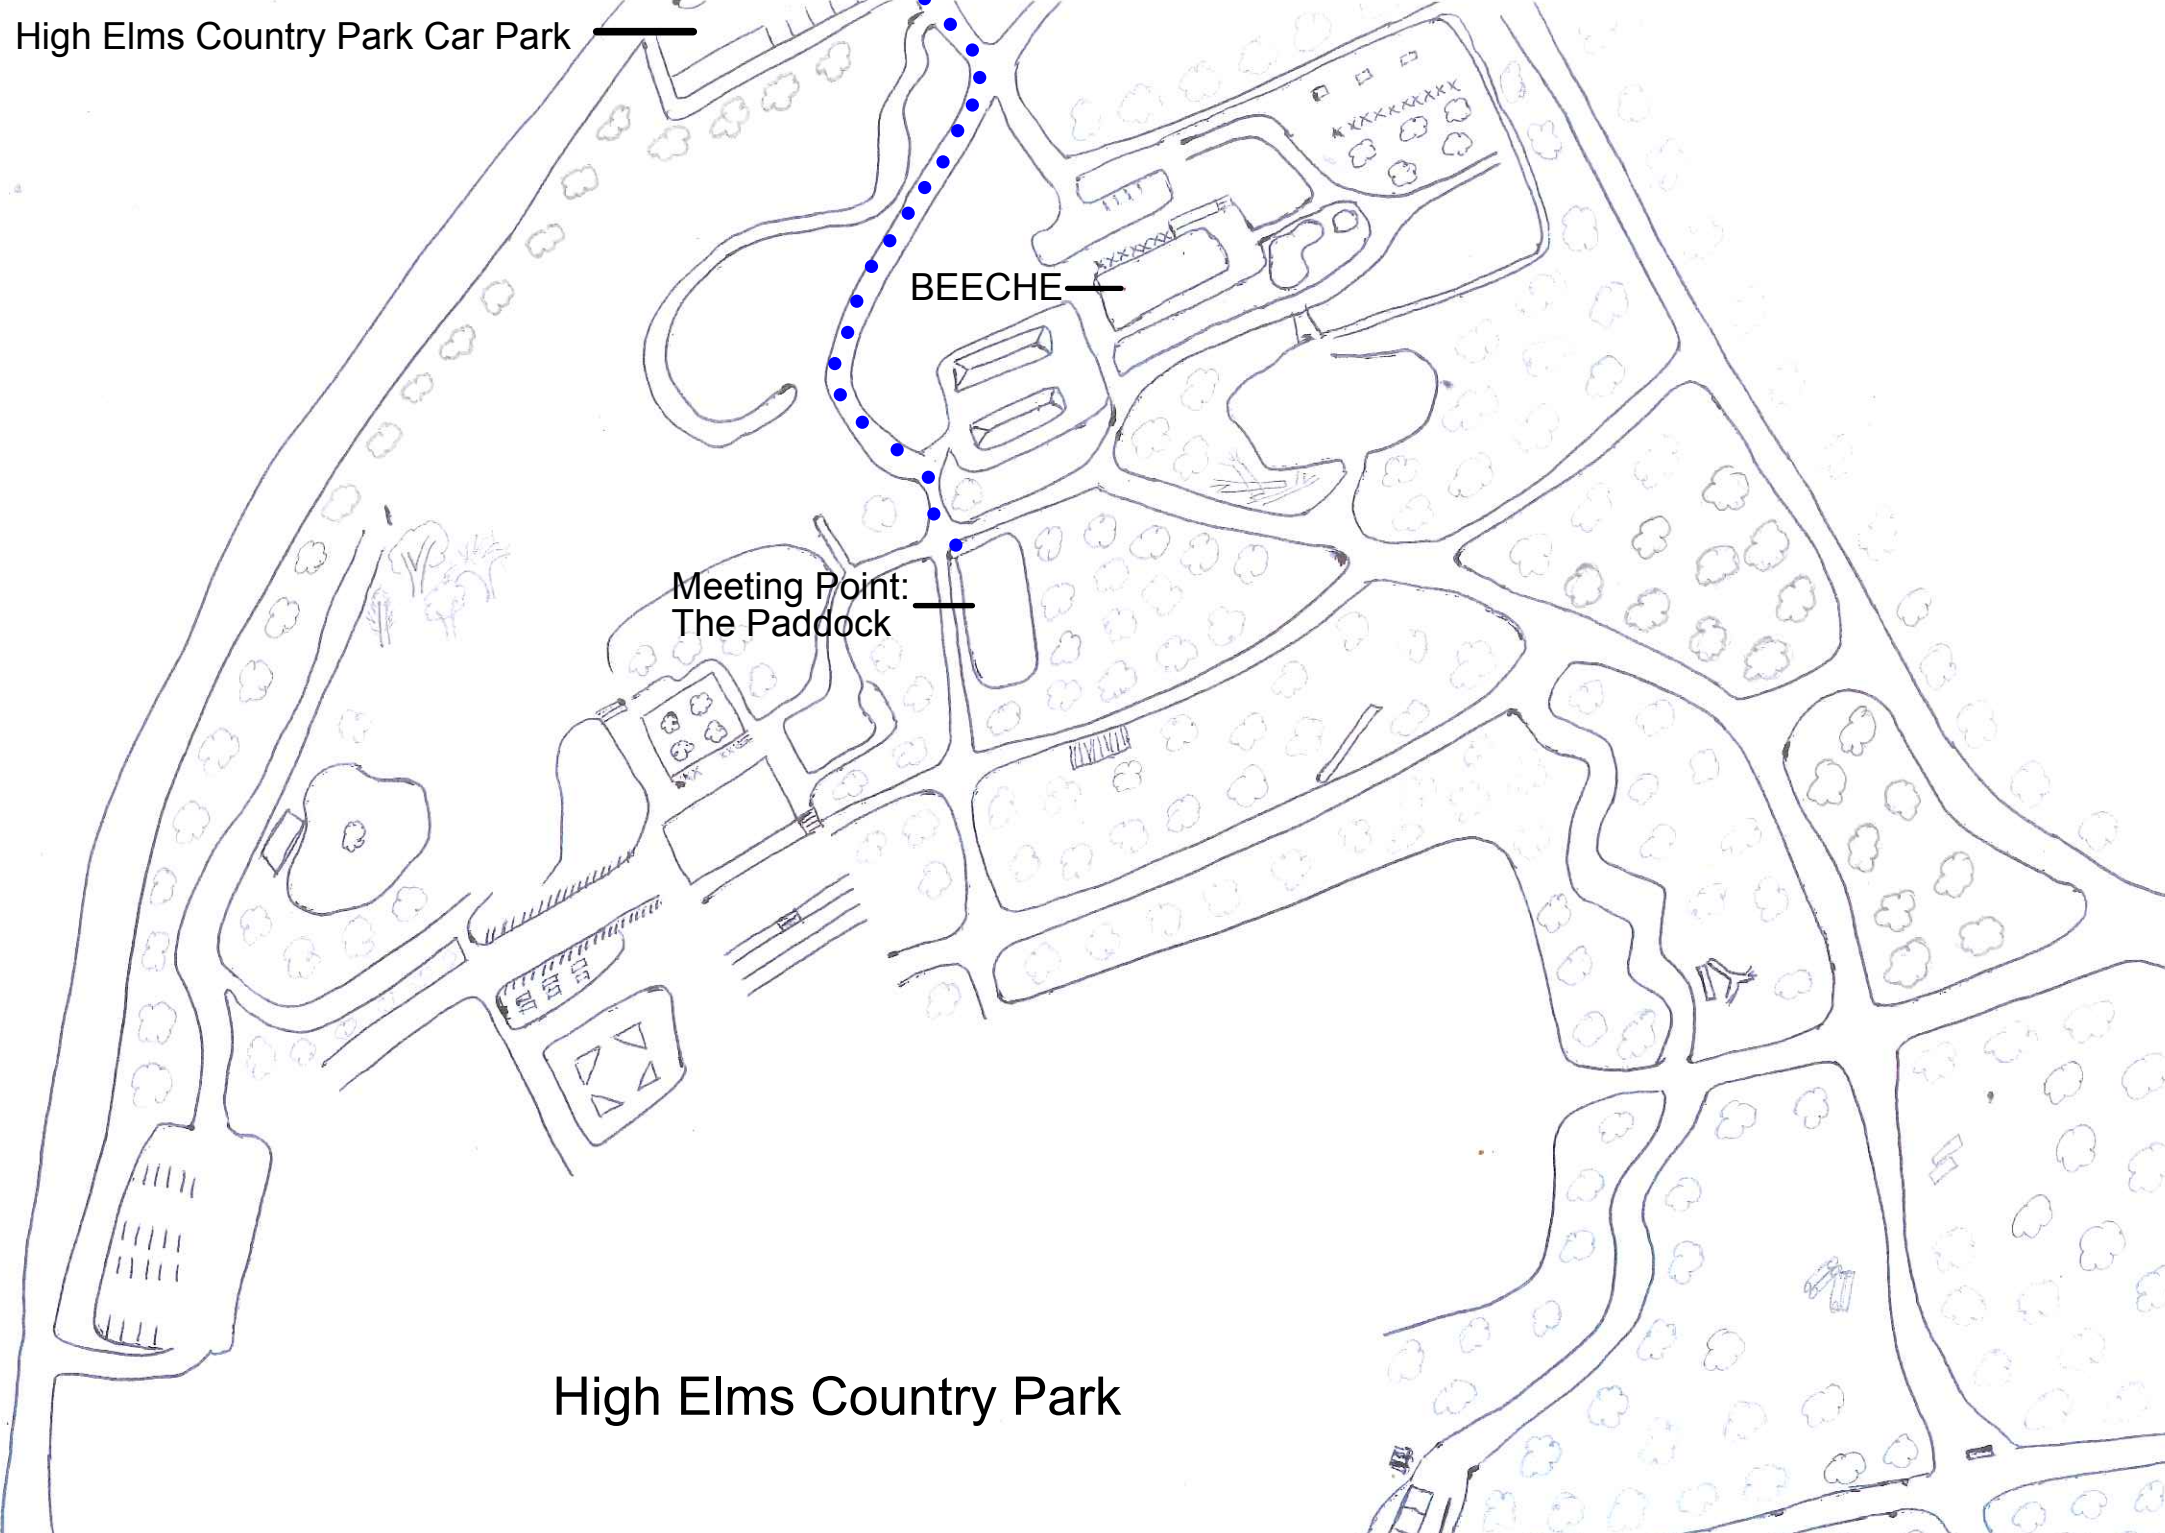 High Elms Country Park Car Park
BEECHE
Meeting Point:
The Paddock
High Elms Country Park